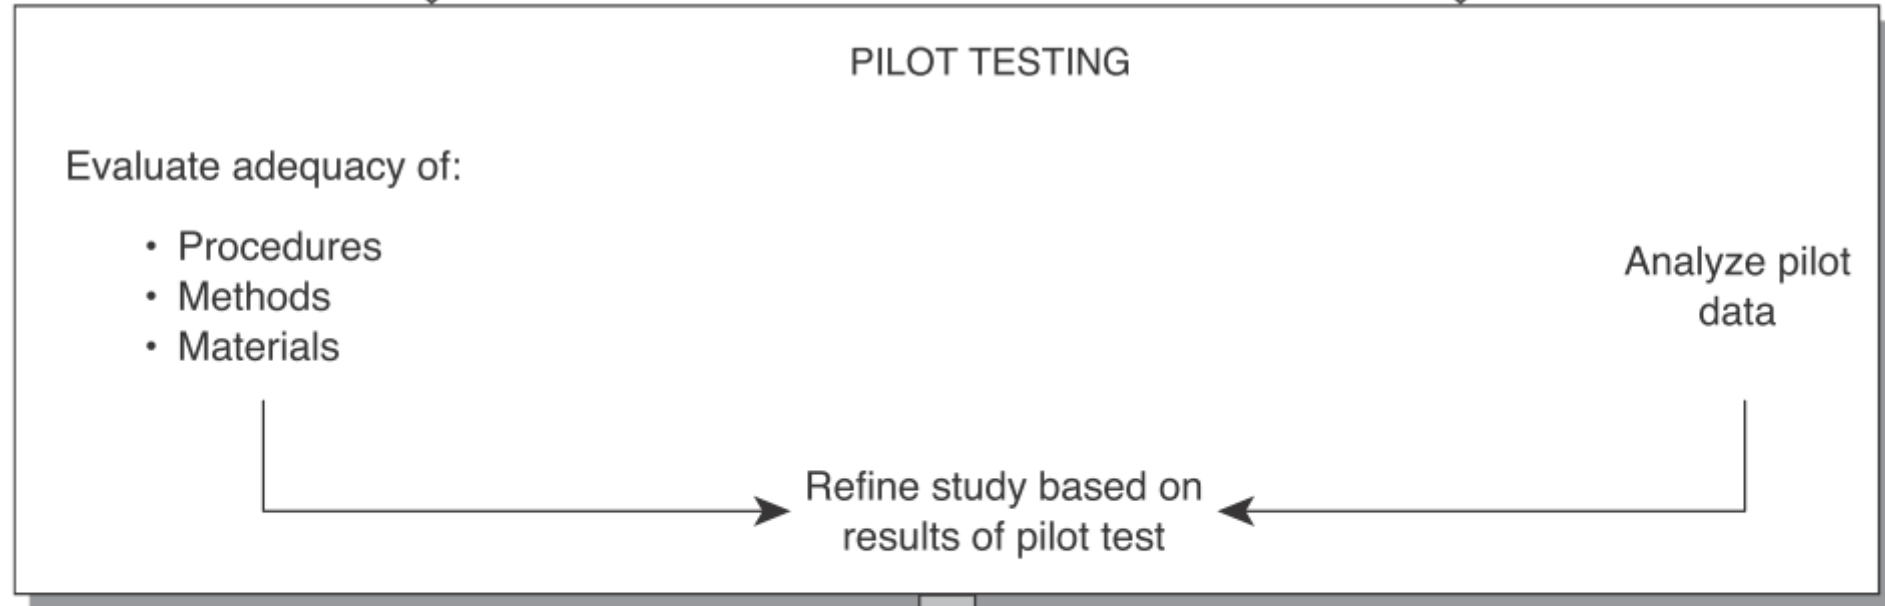 PILOT TESTING
Evaluate adequacy of:
• Procedures
• Methods
• Materials
Analyze pilot
data
Refine study based on
results of pilot test